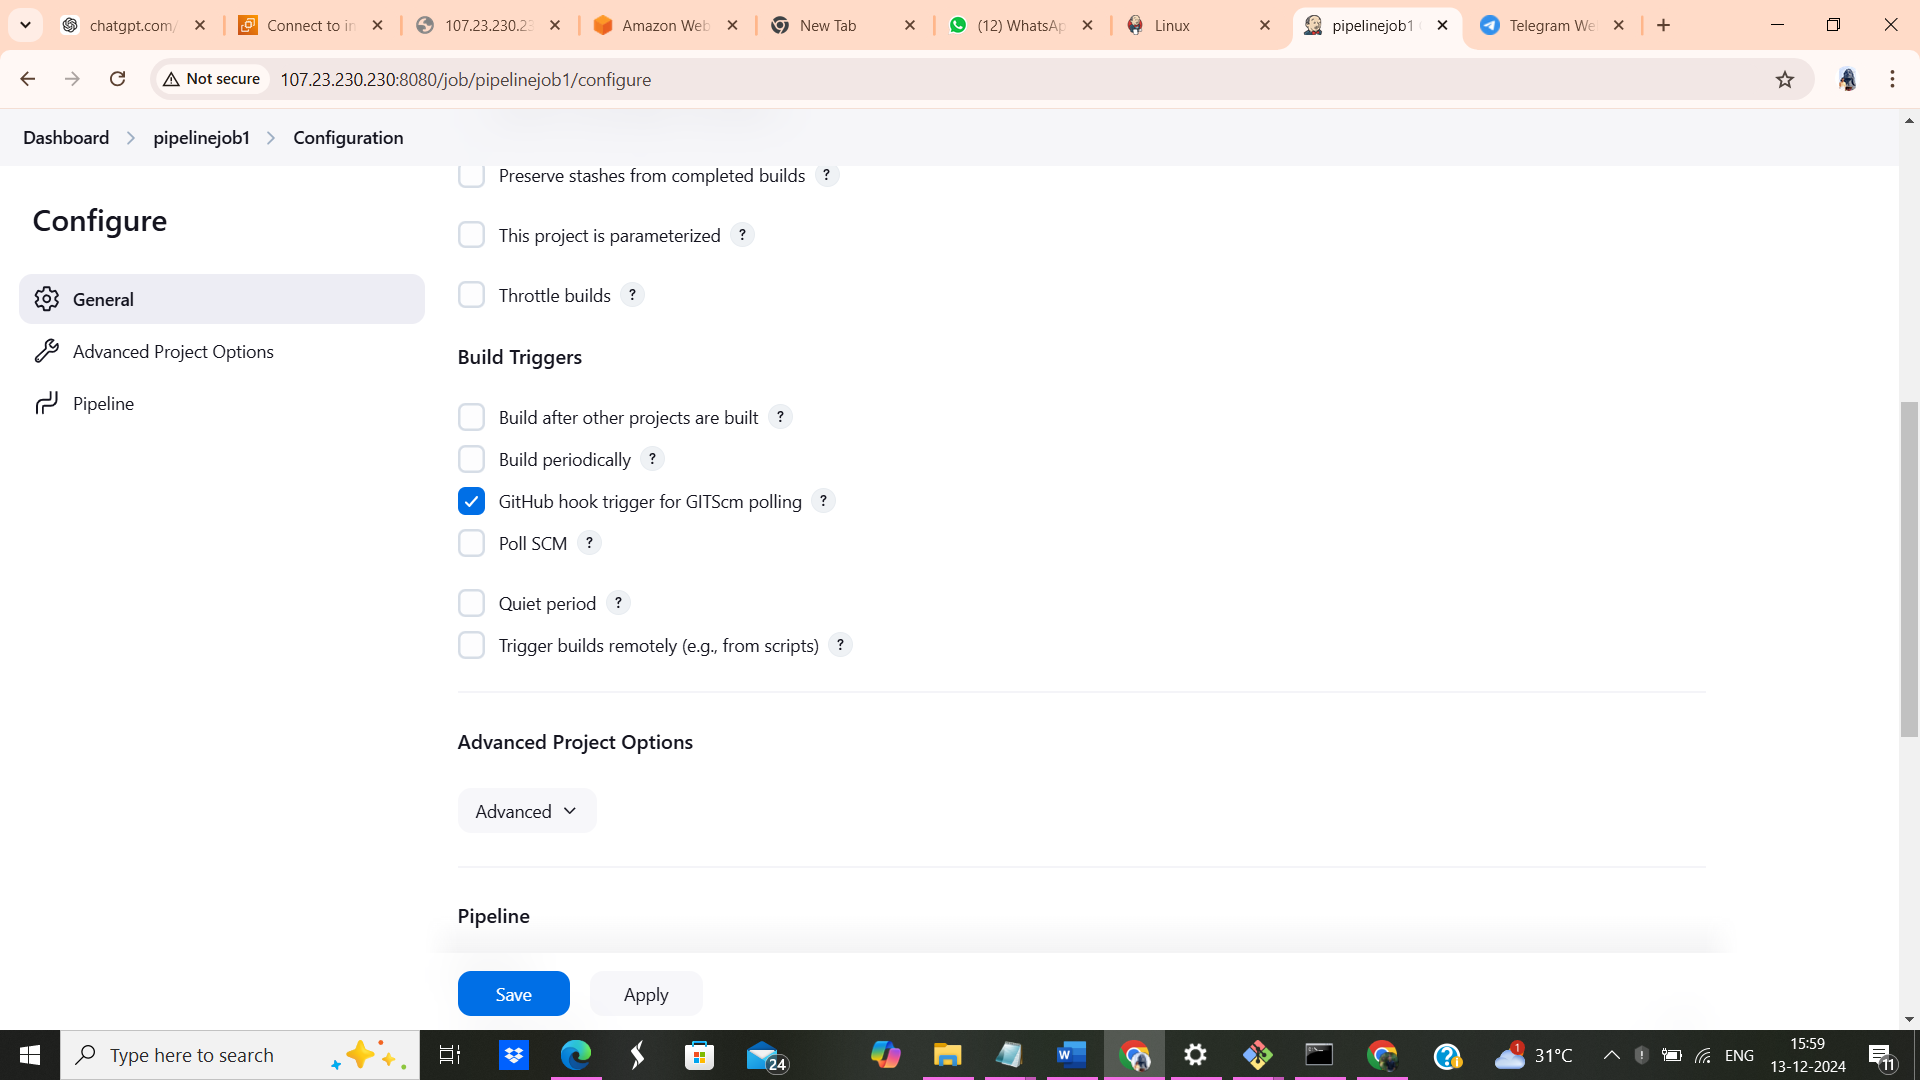 chatgpt.com/
Connect to in
107.23.230.23
Amazon Web
New Tab
(12) WhatsAp
Linux
pipelinejob1
Telegram We
Not secure
107.23.230.230:8080/job/pipelinejob1/configure
Dashboard > pipelinejob1 > Configuration
Configure
General
Advanced Project Options
Pipeline
Preserve stashes from completed builds ?
This project is parameterized ?
Throttle builds ?
Build Triggers
Build after other projects are built ?
Build periodically ?
GitHub hook trigger for GITScm polling ?
Poll SCM ?
Quiet period ?
Trigger builds remotely (e.g., from scripts) ?
Advanced Project Options
Advanced
Pipeline
Save
Apply
Type here to search
24
1
31°C
ENG
15:59
13-12-2024
11